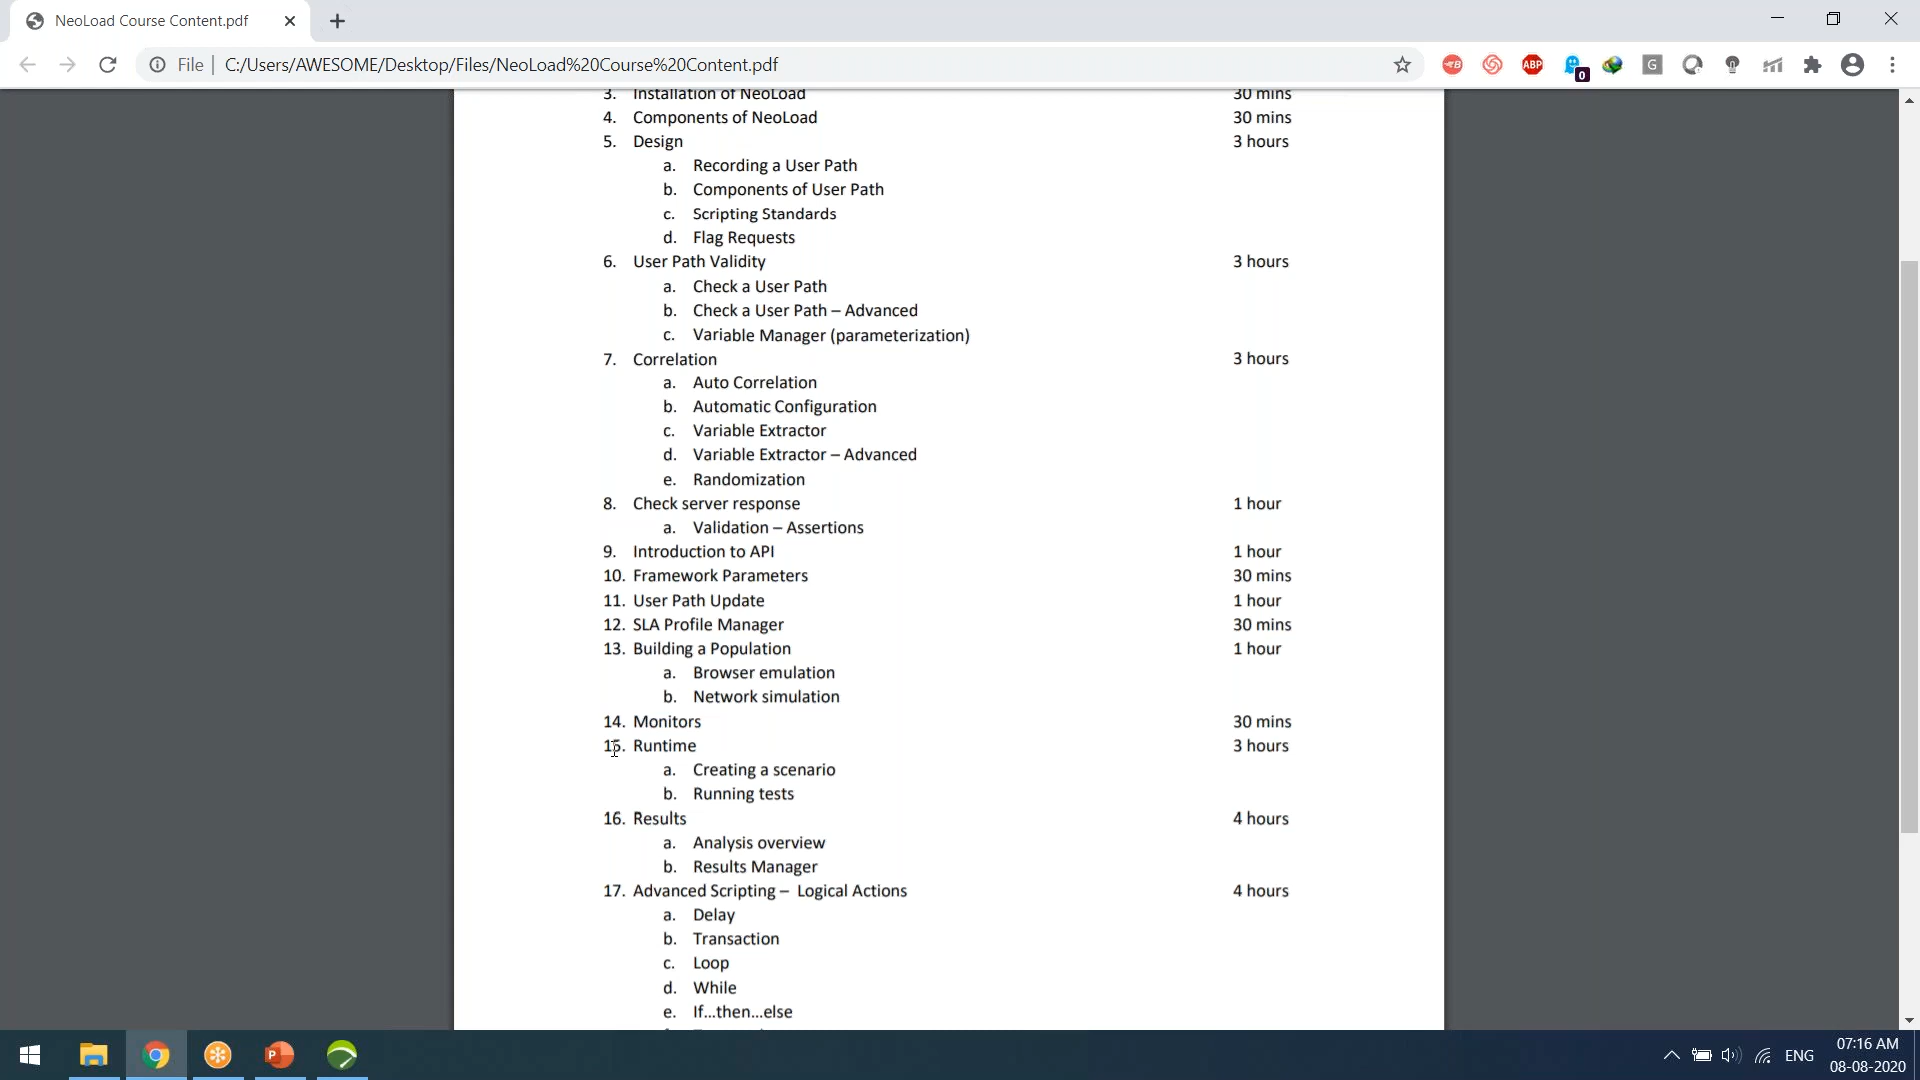 NeoLoad Course Content.pdf
File | C:/Users/AWESOME/Desktop/Files/NeoLoad%20Course%20Content.pdf
ABP
0
G
3. Installation of NeoLoad 30 mins
4. Components of NeoLoad 30 mins
5. Design 3 hours
a. Recording a User Path
b. Components of User Path
c. Scripting Standards
d. Flag Requests
6. User Path Validity 3 hours
a. Check a User Path
b. Check a User Path – Advanced
c. Variable Manager (parameterization)
7. Correlation 3 hours
a. Auto Correlation
b. Automatic Configuration
c. Variable Extractor
d. Variable Extractor – Advanced
e. Randomization
8. Check server response 1 hour
a. Validation – Assertions
9. Introduction to API 1 hour
10. Framework Parameters 30 mins
11. User Path Update 1 hour
12. SLA Profile Manager 30 mins
13. Building a Population 1 hour
a. Browser emulation
b. Network simulation
14. Monitors 30 mins
15. Runtime 3 hours
a. Creating a scenario
b. Running tests
16. Results 4 hours
a. Analysis overview
b. Results Manager
17. Advanced Scripting – Logical Actions 4 hours
a. Delay
b. Transaction
c. Loop
d. While
e. If...then...else
ENG
07:16 AM
08-08-2020